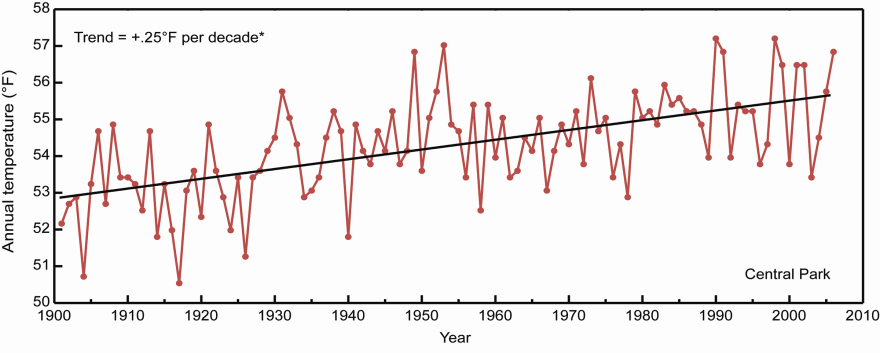 58
57
56
55
54
53
52
51
50
Annual temperature (°F)
Trend = +.25°F per decade*
Central Park
1900 1910 1920 1930 1940 1950 1960 1970 1980 1990 2000 2010
Year